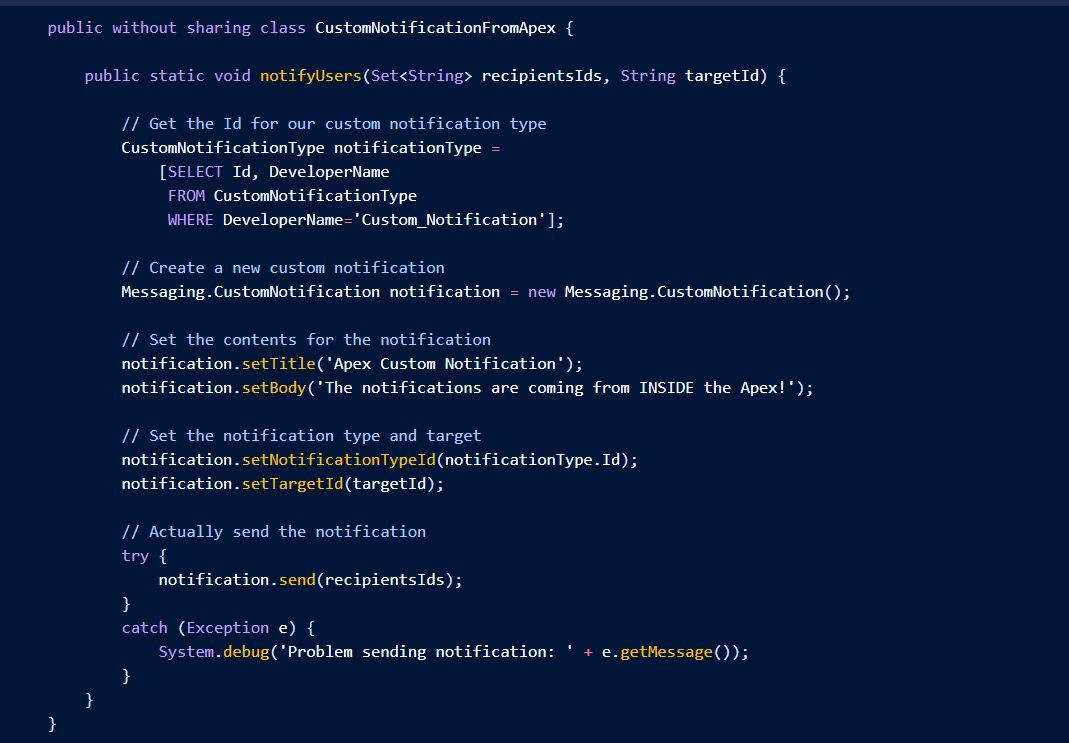 public without sharing class CustomNotificationFromApex {
public static void notifyUsers(Set<String> recipientsIds, String targetId) {
// Get the Id for our custom notification type
CustomNotificationType notificationType =
[SELECT Id, DeveloperName
FROM CustomNotificationType
WHERE DeveloperName='Custom_Notification'];
// Create a new custom notification
Messaging.CustomNotification notification = new Messaging.CustomNotification();
// Set the contents for the notification
notification.setTitle('Apex Custom Notification');
notification.setBody('The notifications are coming from INSIDE the Apex!');
// Set the notification type and target
notification.setNotificationTypeId(notificationType.Id);
notification.setTargetId(targetId);
// Actually send the notification
try {
notification.send(recipientsIds);
}
catch (Exception e) {
System.debug('Problem sending notification: ' + e.getMessage());
}
}
}